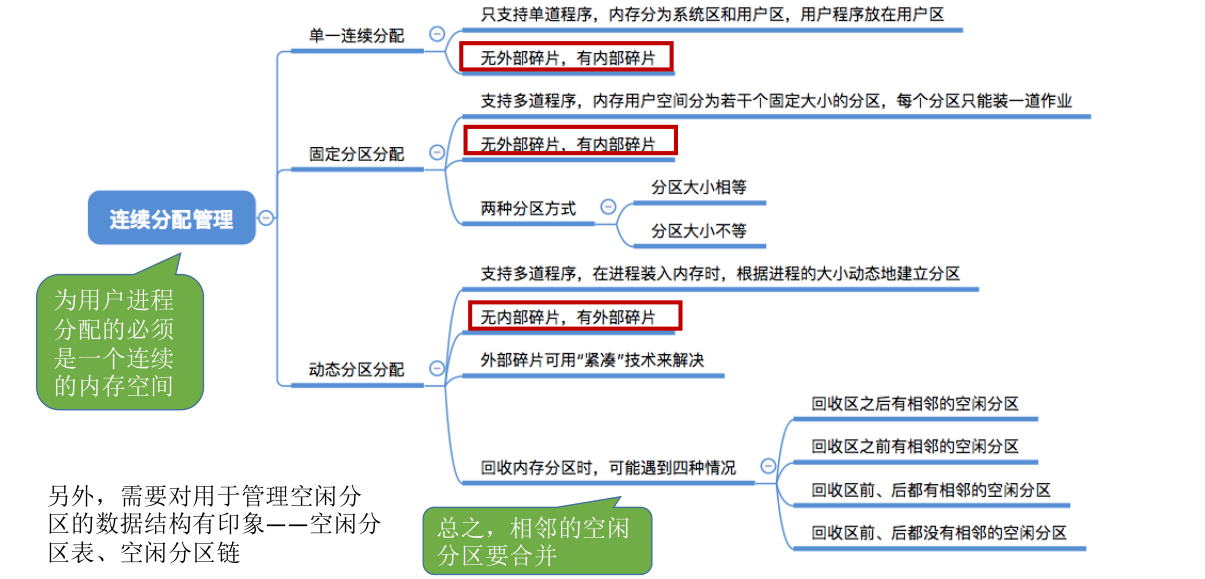 只支持单道程序，内存分为系统区和用户区，用户程序放在用户区
单一连续分配
无外部碎片，有内部碎片
支持多道程序，内存用户空间分为若干个固定大小的分区，每个分区只能装一道作业
无外部碎片，有内部碎片
固定分区分配
分区大小相等
两种分区方式
分区大小不等
连续分配管理
为用户进程
分配的必须
是一个连续
的内存空间
支持多道程序，在进程装入内存时，根据进程的大小动态地建立分区
无内部碎片，有外部碎片
外部碎片可用“紧凑”技术来解决
动态分区分配
回收区之后有相邻的空闲分区
回收区之前有相邻的空闲分区
回收内存分区时，可能遇到四种情况
回收区前、后都有相邻的空闲分区
回收区前、后都没有相邻的空闲分区
总之，相邻的空闲
分区要合并
另外，需要对用于管理空闲分
区的数据结构有印象——空闲分
区表、空闲分区链